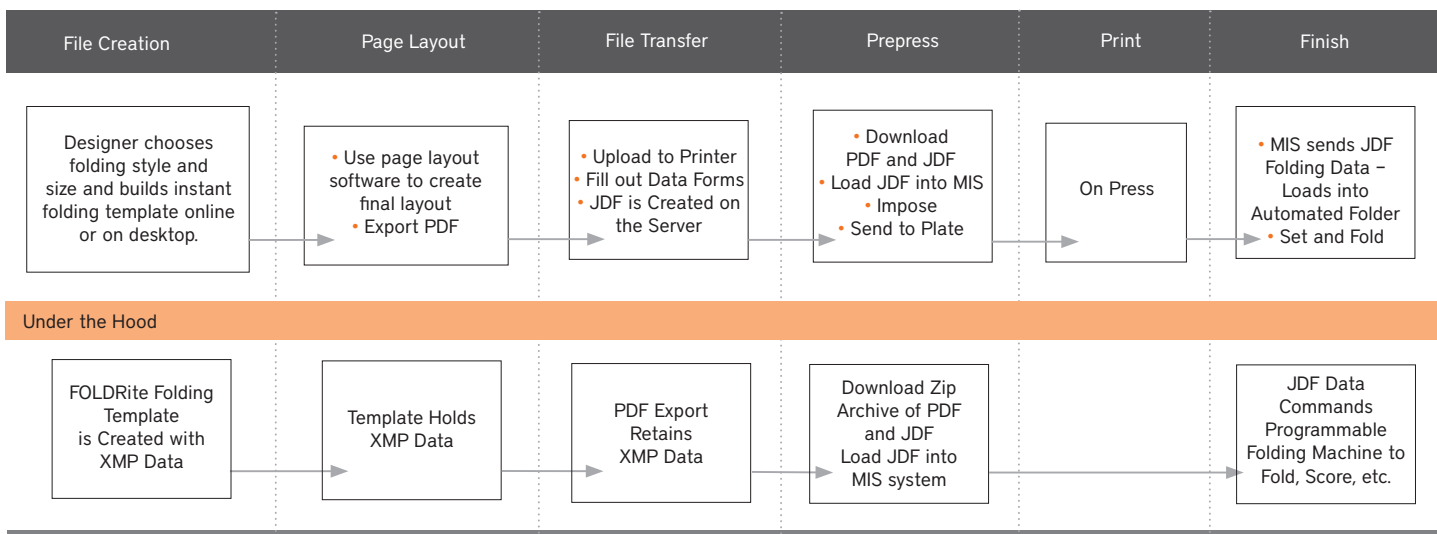 File Creation
Page Layout
File Transfer
Prepress
Print
Finish
Designer chooses
folding style and
size and builds instant
folding template online
or on desktop.
• Use page layout
software to create
final layout
• Export PDF
• Upload to Printer
• Fill out Data Forms
• JDF is Created on
the Server
• Download
PDF and JDF
• Load JDF into MIS
• Impose
• Send to Plate
On Press
• MIS sends JDF
Folding Data –
Loads into
Automated Folder
• Set and Fold
Under the Hood
FOLDRite Folding
Template
is Created with
XMP Data
Template Holds
XMP Data
PDF Export
Retains
XMP Data
Download Zip
Archive of PDF
and JDF
Load JDF into
MIS system
JDF Data
Commands
Programmable
Folding Machine to
Fold, Score, etc.